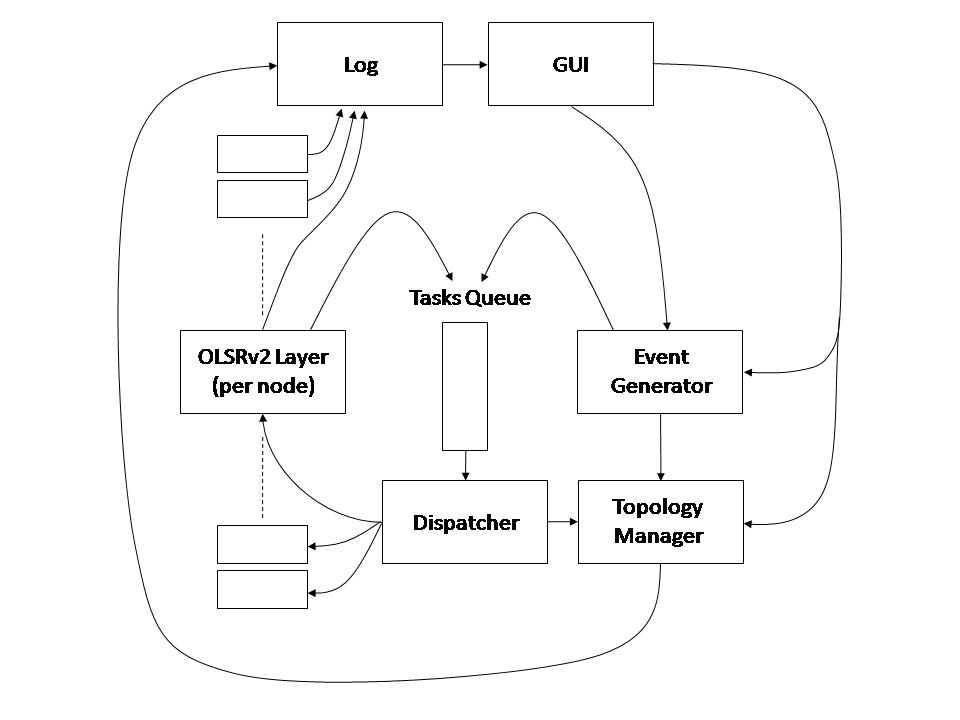 Log
GUI
Tasks Queue
OLSRv2 Layer
(per node)
Event
Generator
Dispatcher
Topology
Manager